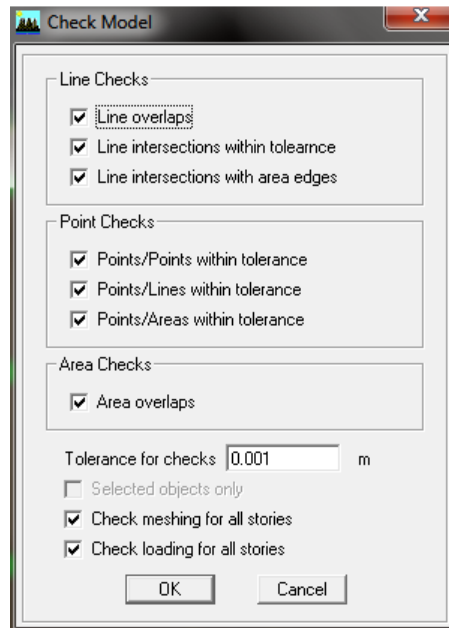 Check Model
Line Checks
Line overlaps
Line intersections within tolearnce
Line intersections with area edges
Point Checks
Points/Points within tolerance
Points/Lines within tolerance
Points/Areas within tolerance
Area Checks
Area overlaps
Tolerance for checks 0.001 m
Selected objects only
Check meshing for all stories
Check loading for all stories
OK Cancel